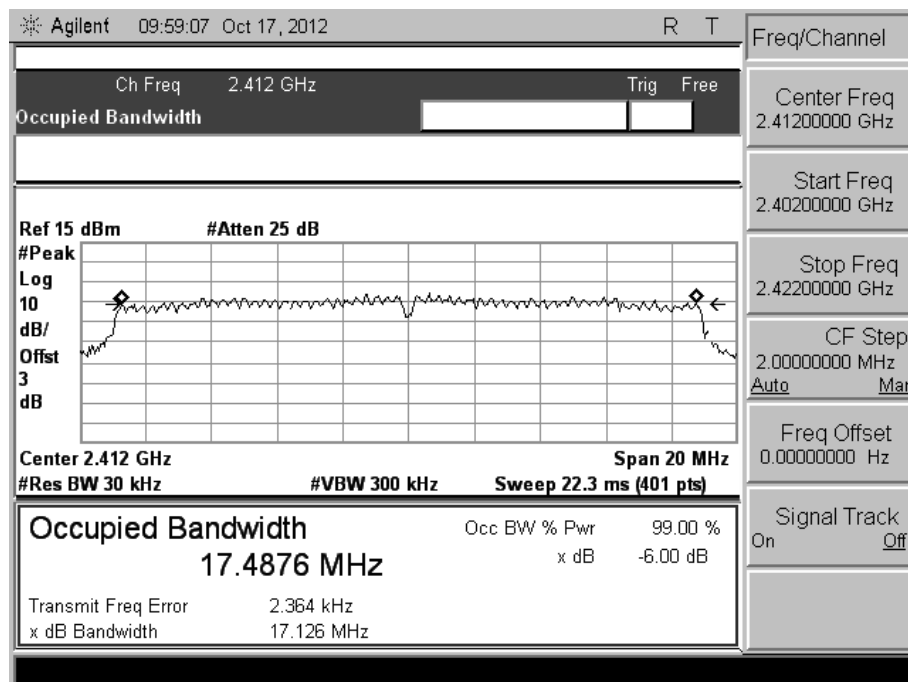 Agilent 09:59:07 Oct 17, 2012 R T
Freq/Channel
Ch Freq 2.412 GHz Trig Free
Occupied Bandwidth
Center Freq
2.41200000 GHz
Start Freq
2.40200000 GHz
Stop Freq
2.42200000 GHz
CF Step
2.00000000 MHz
Auto Man
Freq Offset
0.00000000 Hz
Signal Track
On Off
Ref 15 dBm #Atten 25 dB
#Peak
Log
10
dB/
Offst
3
dB
Center 2.412 GHz Span 20 MHz
#Res BW 30 kHz #VBW 300 kHz Sweep 22.3 ms (401 pts)
Occupied Bandwidth
17.4876 MHz
Occ BW % Pwr 99.00 %
x dB -6.00 dB
Transmit Freq Error 2.364 kHz
x dB Bandwidth 17.126 MHz